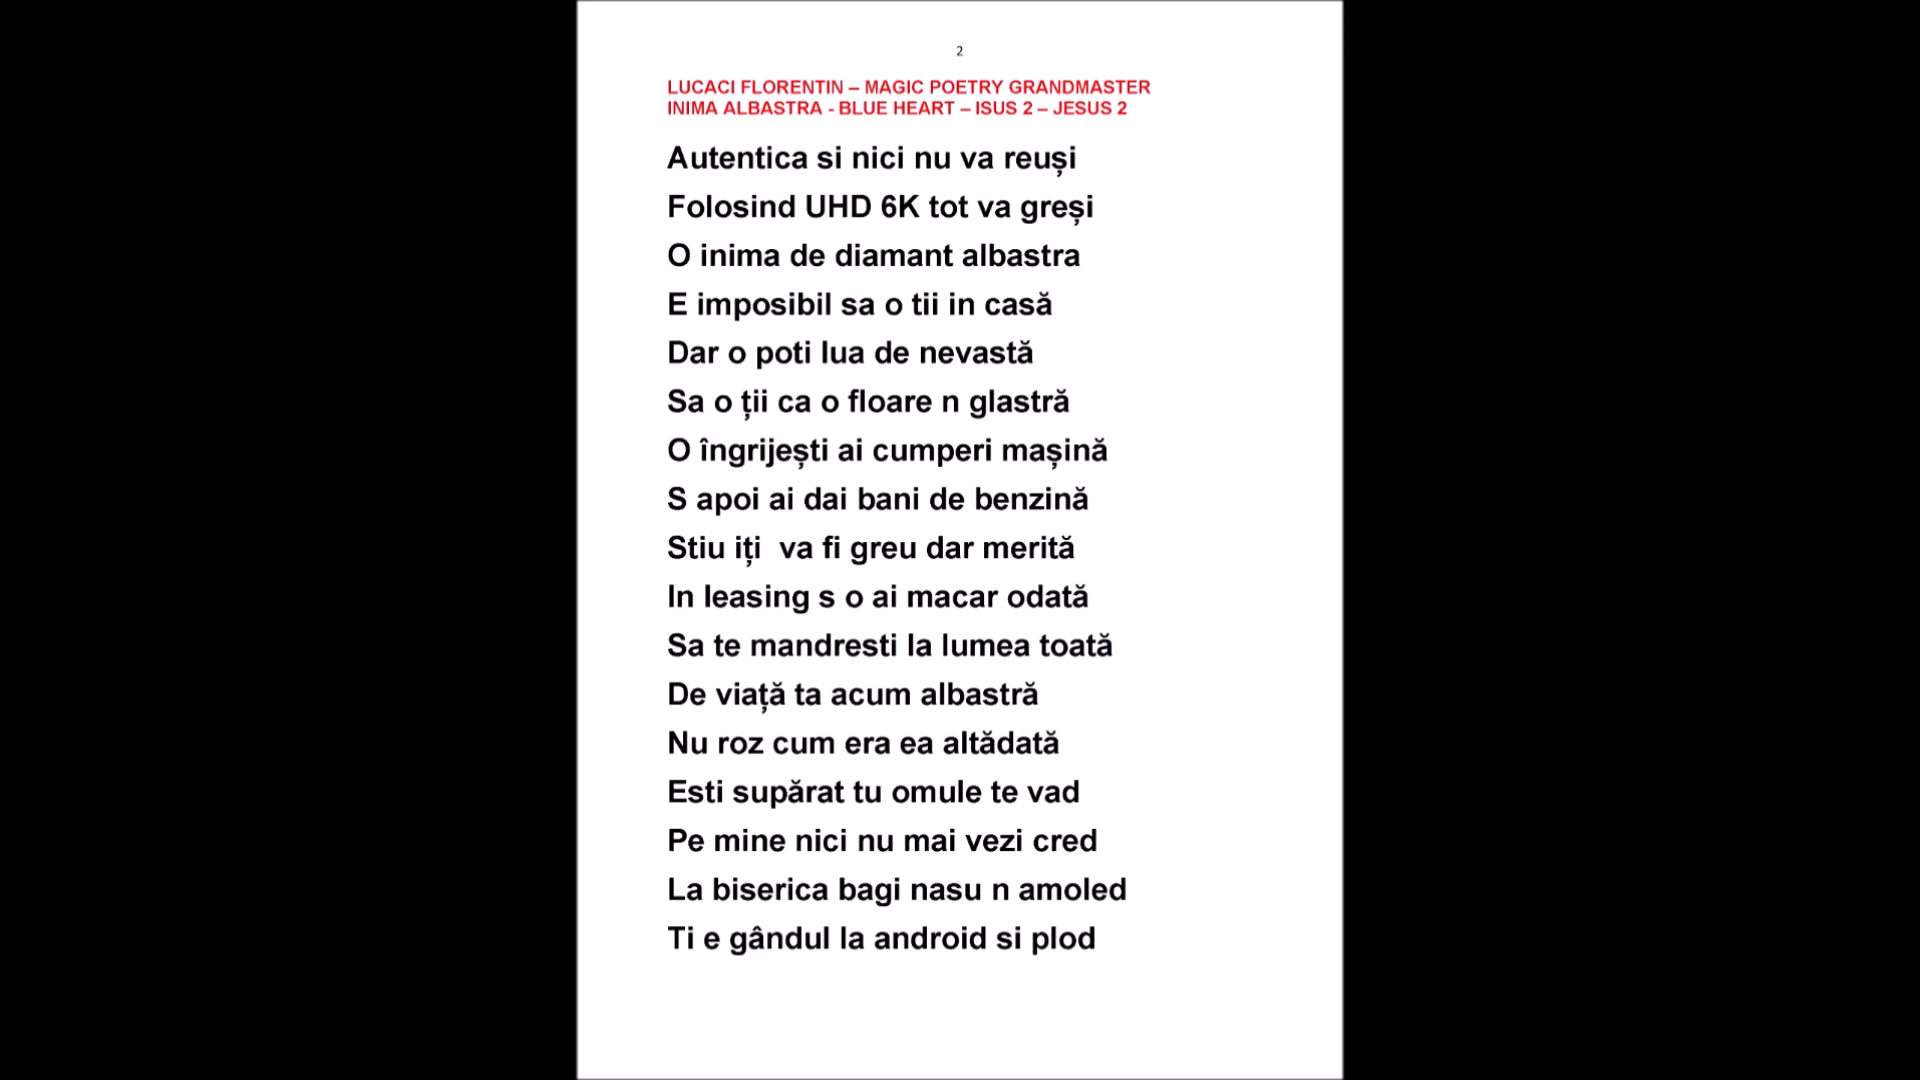 2
LUCACI FLORENTIN – MAGIC POETRY GRANDMASTER
INIMA ALBASTRA - BLUE HEART – ISUS 2 – JESUS 2
Autentica si nici nu va reuși
Folosind UHD 6K tot va greși
O inima de diamant albastra
E imposibil sa o tii in casă
Dar o poti lua de nevastă
Sa o ții ca o floare n glastră
O îngrijești ai cumperi mașină
S apoi ai dai bani de benzină
Stiu iți  va fi greu dar merită
In leasing s o ai macar odată
Sa te mandresti la lumea toată
De viață ta acum albastră
Nu roz cum era ea altădată
Esti supărat tu omule te vad
Pe mine nici nu mai vezi cred
La biserica bagi nasu n amoled
Ti e gândul la android si plod